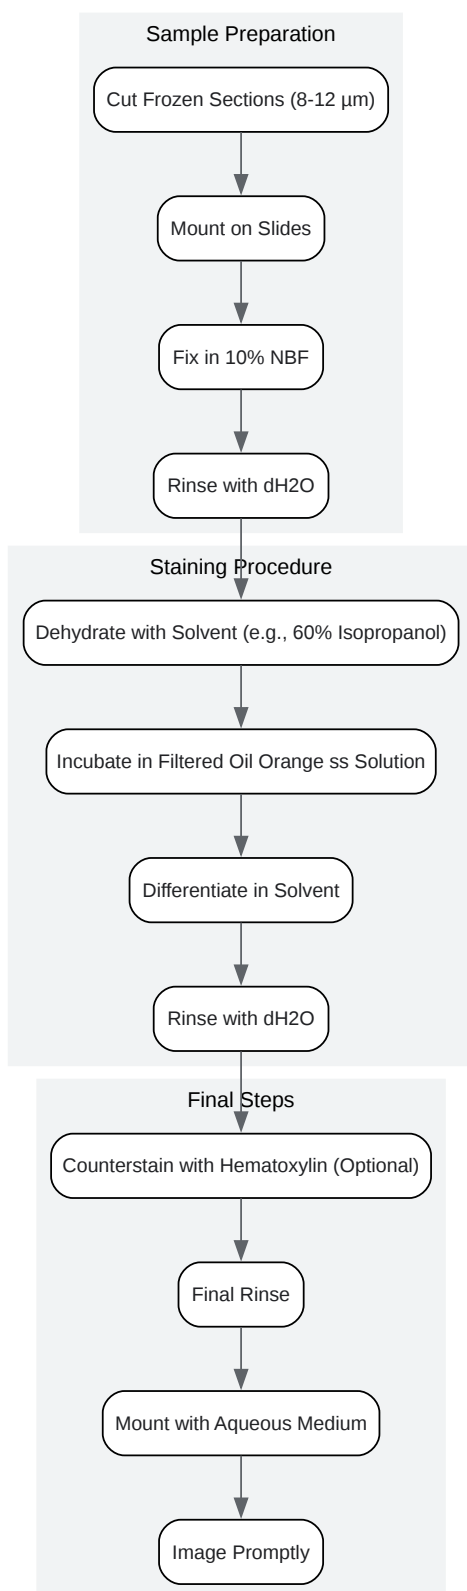 Sample Preparation
Cut Frozen Sections (8-12 µm)
Mount on Slides
Fix in 10% NBF
Rinse with dH2O
Staining Procedure
Dehydrate with Solvent (e.g., 60% Isopropanol)
Incubate in Filtered Oil Orange ss Solution
Differentiate in Solvent
Rinse with dH2O
Final Steps
Counterstain with Hematoxylin (Optional)
Final Rinse
Mount with Aqueous Medium
Image Promptly